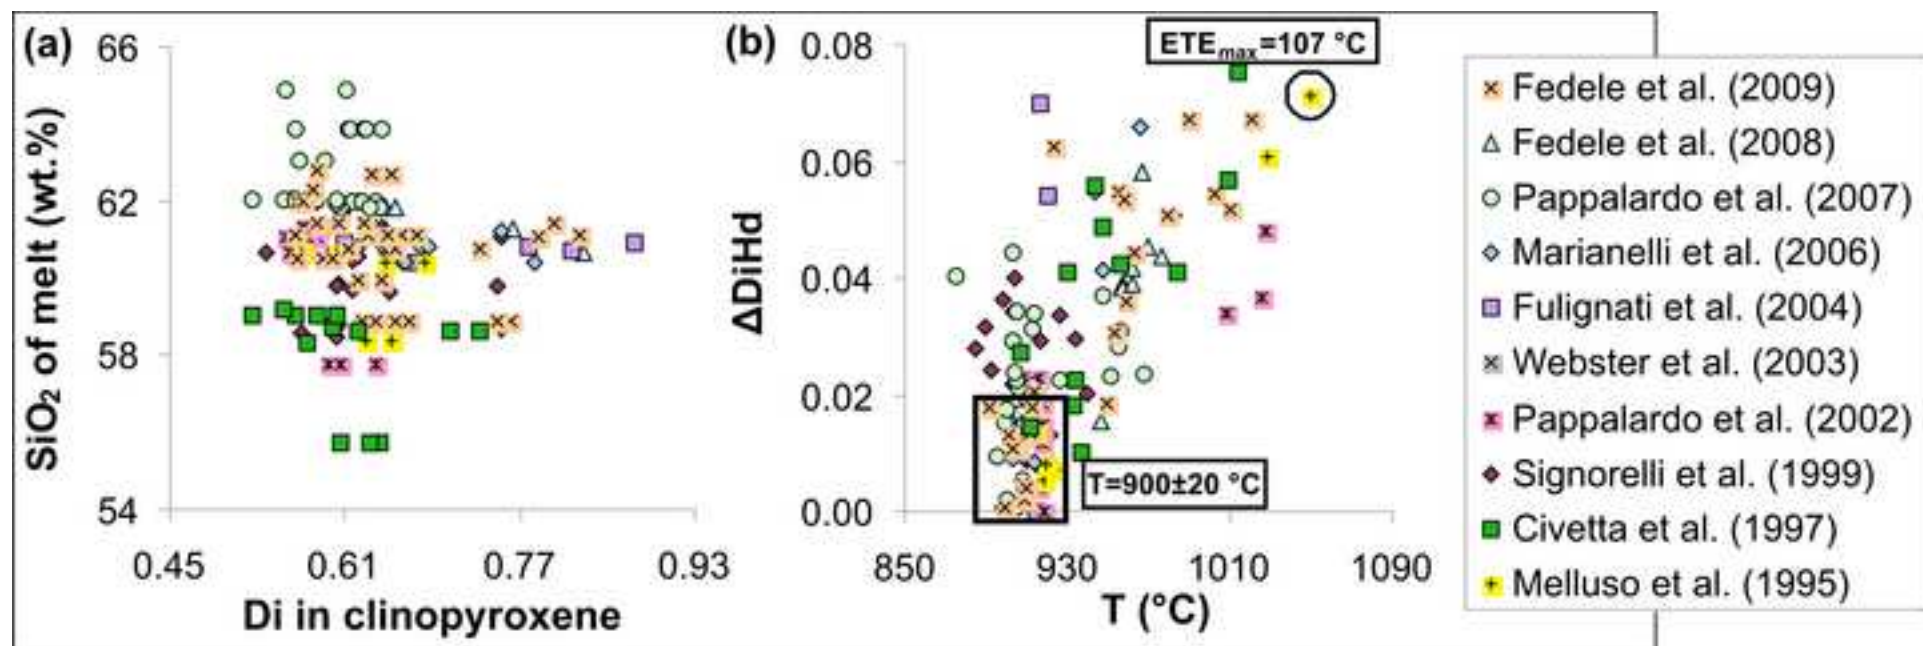 (a)
66
62
58
54
SiO₂ of melt (wt.%)
0.45 0.61 0.77 0.93
Di in clinopyroxene
(b)
0.08
0.06
0.04
0.02
0.00
ΔDiHd
ETEmax=107 °C
T=900±20 °C
850 930 1010 1090
T (°C)
Fedele et al. (2009)
Fedele et al. (2008)
Pappalardo et al. (2007)
Marianelli et al. (2006)
Fulignati et al. (2004)
Webster et al. (2003)
Pappalardo et al. (2002)
Signorelli et al. (1999)
Civetta et al. (1997)
Melluso et al. (1995)